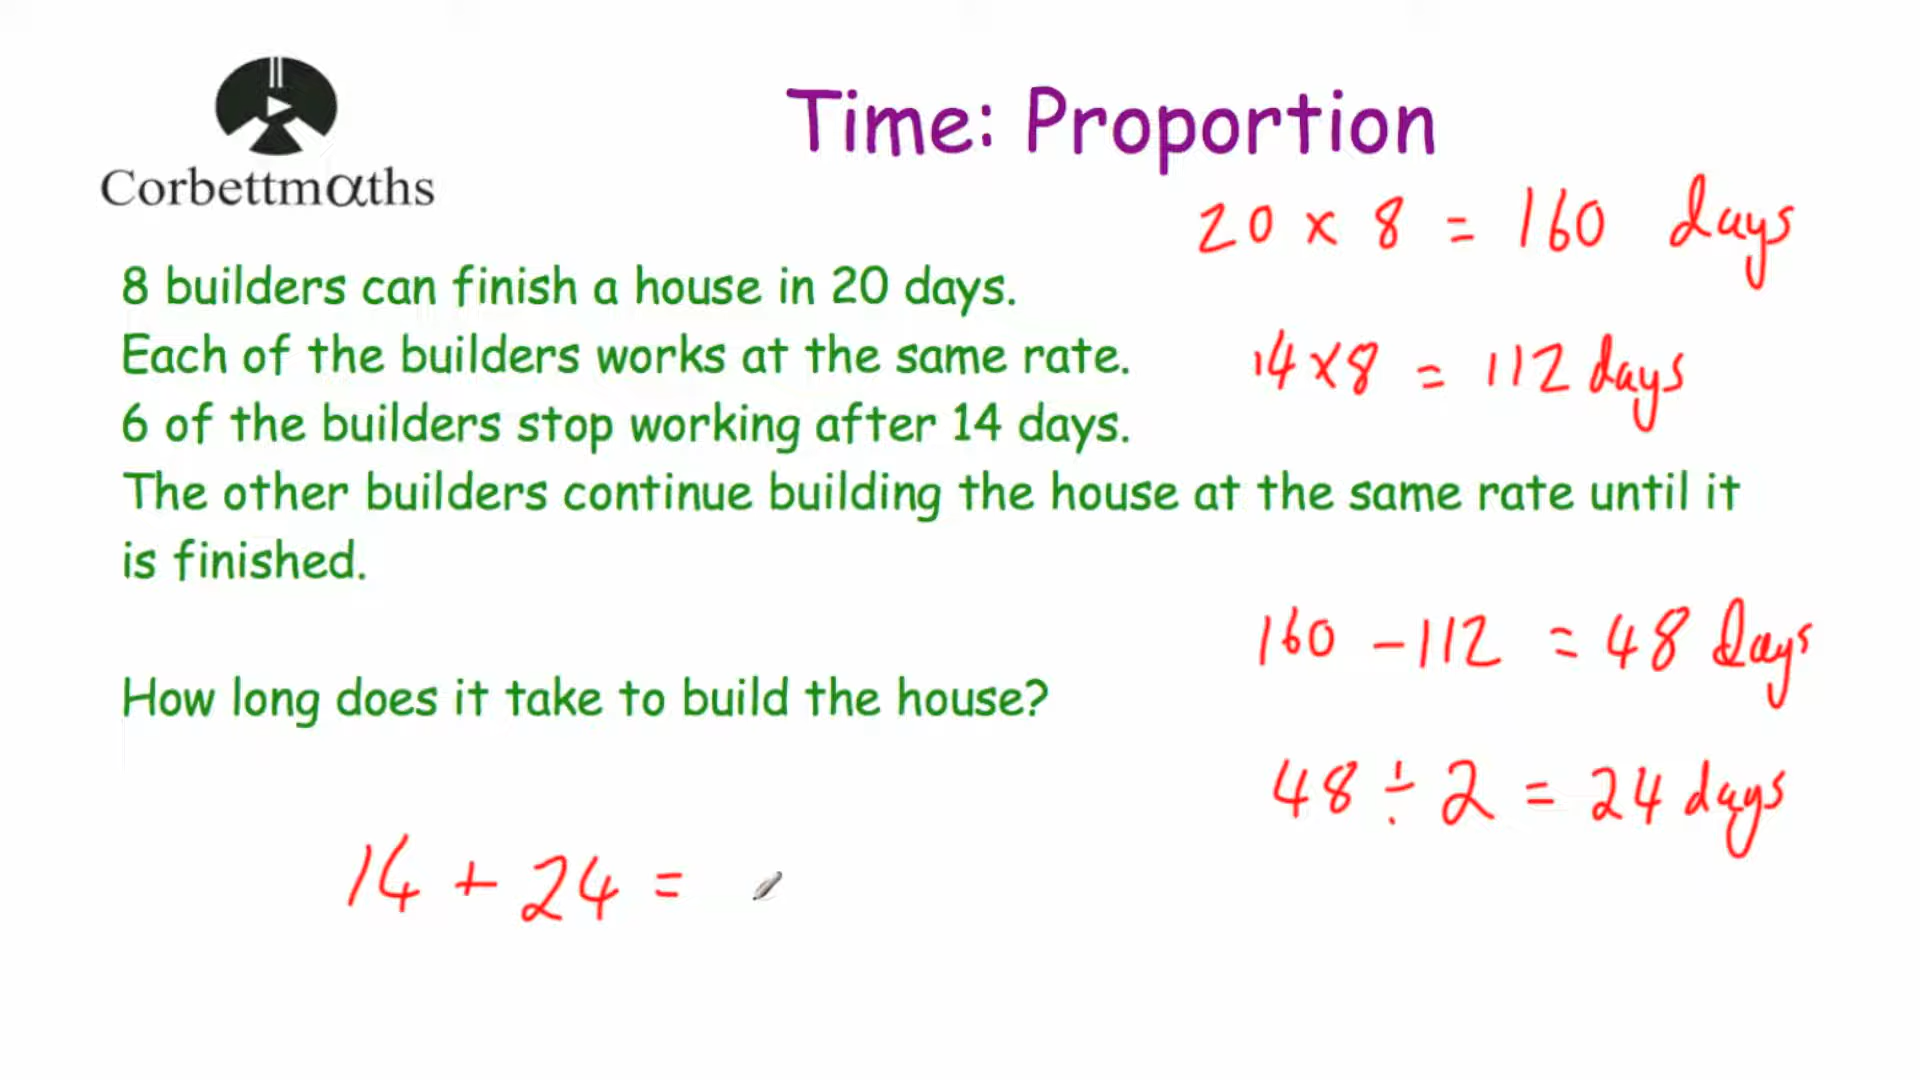 Corbettmαths
Time: Proportion
20 × 8 = 160 days
8 builders can finish a house in 20 days.
Each of the builders works at the same rate.
14 × 8 = 112 days
6 of the builders stop working after 14 days.
The other builders continue building the house at the same rate until it
is finished.
160 - 112 = 48 days
How long does it take to build the house?
48 ÷ 2 = 24 days
14 + 24 =